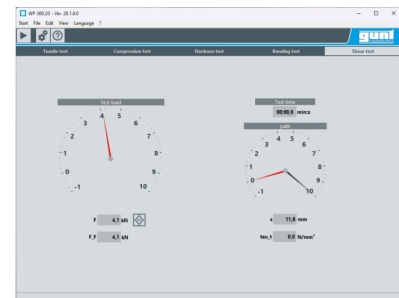 WP 300.20 - Ver. 20.1.6.0
Start File Edit View Language ?
gunt
Tensile test Compression test Hardness test Bending test Shear test
Test load
-1 0 1 2 3 4 5 6 7 8 9 10
F 4,1 kN
F_F 4,1 kN
Test time
00:00,0 min:s
path
-1 0 1 2 3 4 5 6 7 8 9 10
s 11,8 mm
tau_t 0,0 N/mm²